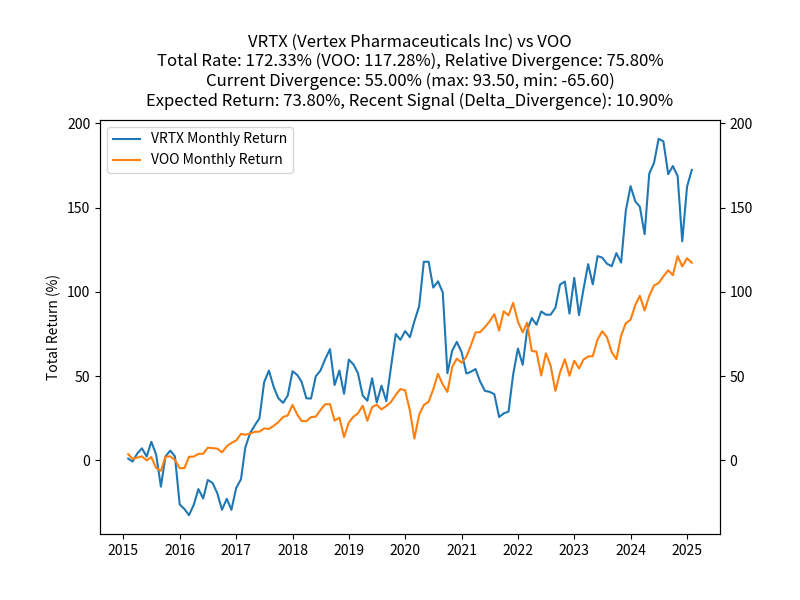 VRTX (Vertex Pharmaceuticals Inc) vs VOO
Total Rate: 172.33% (VOO: 117.28%), Relative Divergence: 75.80%
Current Divergence: 55.00% (max: 93.50, min: -65.60)
Expected Return: 73.80%, Recent Signal (Delta_Divergence): 10.90%
VRTX Monthly Return
VOO Monthly Return
Total Return (%)
200
150
100
50
0
200
150
100
50
0
2015 2016 2017 2018 2019 2020 2021 2022 2023 2024 2025